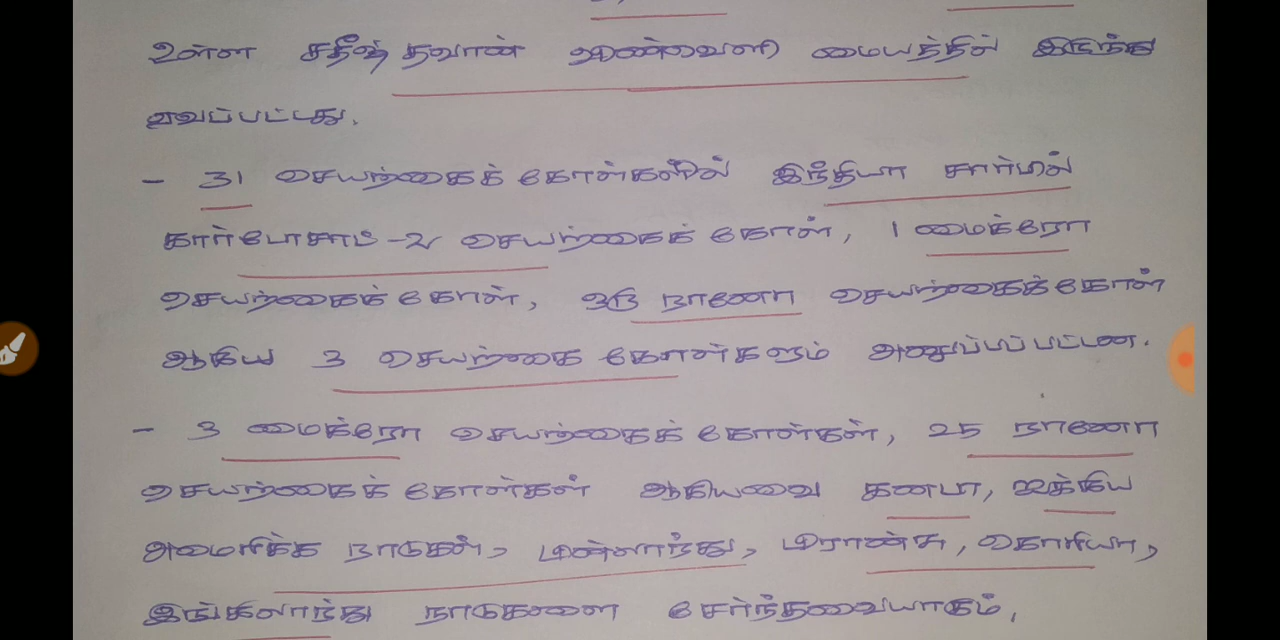 உள்ள சதீஷ் தவான் விண்வெளி மையத்தில் இருந்து
ஏவப்பட்டது.
- 31 செயற்கைக் கோள்களில் இந்தியா சார்பில்
கார்டோசாட் -2 செயற்கைக் கோள், 1 மைக்ரோ
செயற்கைக் கோள், ஒரு நானோ செயற்கைக்கோள்
ஆகிய 3 செயற்கை கோள்களும் அனுப்பப்பட்டன.
- 3 மைக்ரோ செயற்கைக் கோள்கள், 25 நானோ
செயற்கைக் கோள்கள் ஆகியவை கனடா, ஐக்கிய
அமெரிக்க நாடுகள், பின்லாந்து, பிரான்சு, கொரியா,
இங்கிலாந்து நாடுகளை சேர்ந்தவையாகும்.